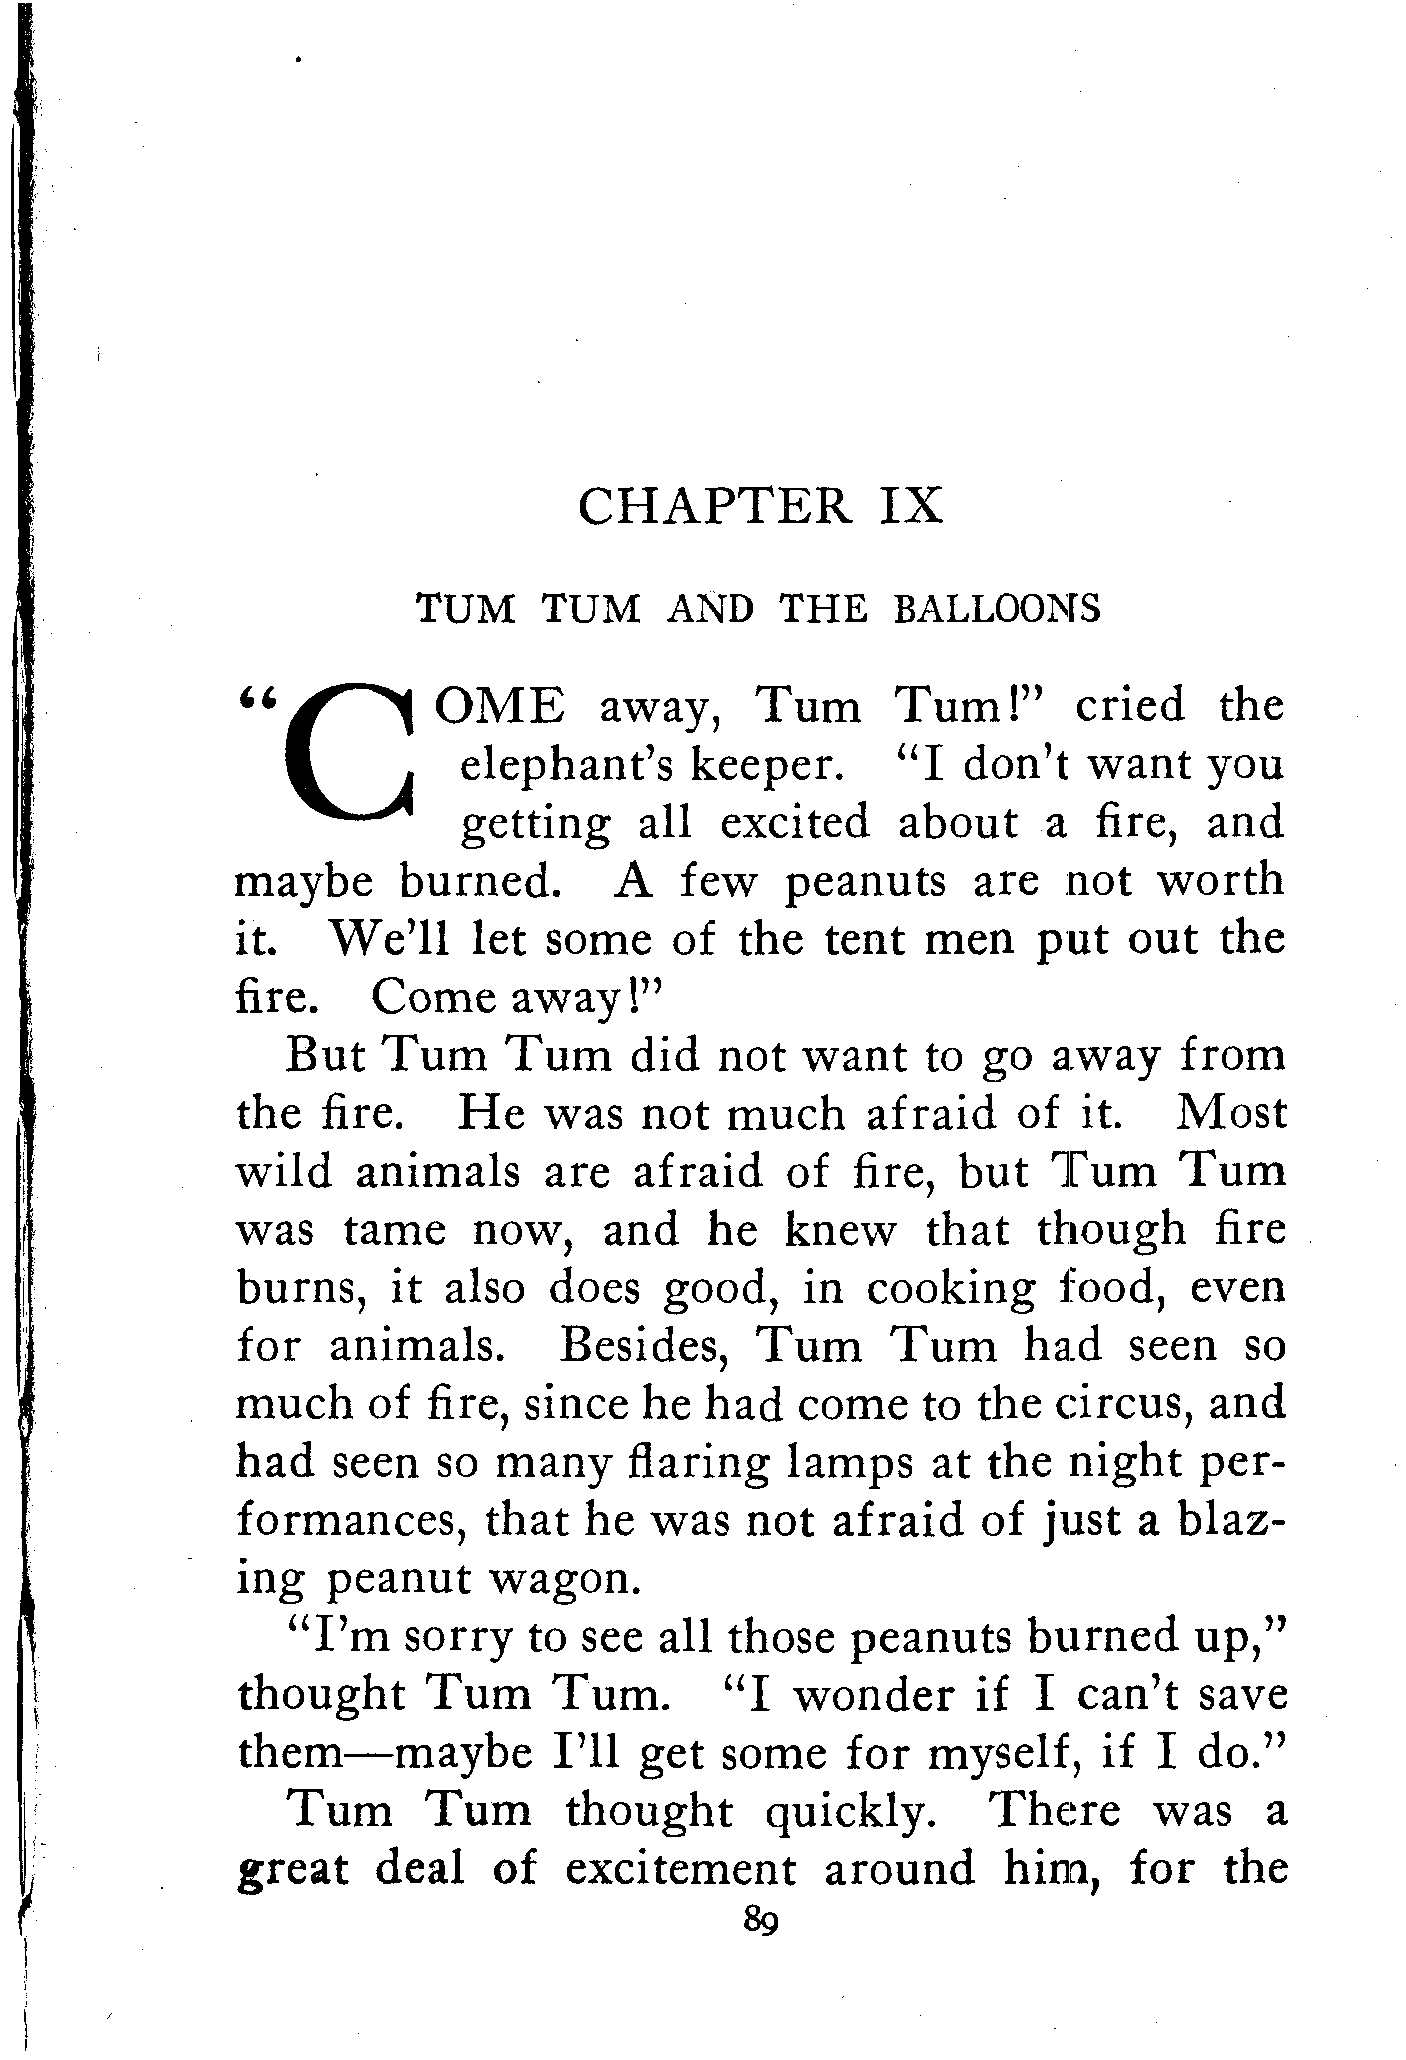 CHAPTER IX
TUM TUM AND THE BALLOONS
"COME away, Tum Tum!" cried the
elephant's keeper. "I don't want you
getting all excited about a fire, and
maybe burned. A few peanuts are not worth
it. We'll let some of the tent men put out the
fire. Come away!"
But Tum Tum did not want to go away from
the fire. He was not much afraid of it. Most
wild animals are afraid of fire, but Tum Tum
was tame now, and he knew that though fire
burns, it also does good, in cooking food, even
for animals. Besides, Tum Tum had seen so
much of fire, since he had come to the circus, and
had seen so many flaring lamps at the night per-
formances, that he was not afraid of just a blaz-
ing peanut wagon.
"I'm sorry to see all those peanuts burned up,"
thought Tum Tum. "I wonder if I can't save
them—maybe I'll get some for myself, if I do."
Tum Tum thought quickly. There was a
great deal of excitement around him, for the
89